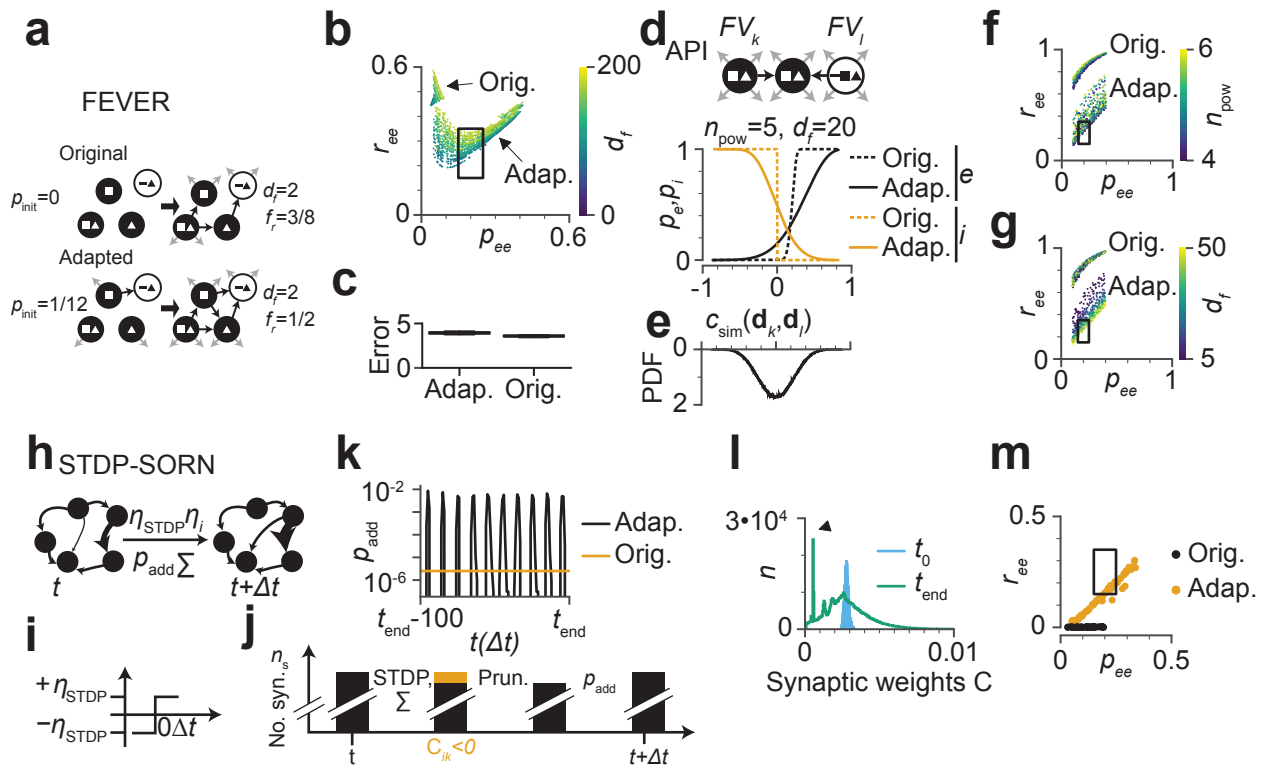 a
FEVER
Original
p_init=0
d_f=2
f_r=3/8
Adapted
p_init=1/12
d_f=2
f_r=1/2
b
0.6
r_ee
0
0
p_ee
0.6
Orig.
Adap.
200
d_f
0
c
Error
5
0
Adap.
Orig.
d
API
FV_k
FV_l
n_pow=5, d_f=20
1
p_e,p_i
0
-1
0
1
Orig.
Adap.
e
Orig.
Adap.
i
e
c_sim(d_k,d_l)
PDF
0
2
f
1
r_ee
0
0
p_ee
1
Orig.
Adap.
6
n_pow
4
g
1
r_ee
0
0
p_ee
1
Orig.
Adap.
50
d_f
5
h
STDP-SORN
η_STDP η_i
p_add Σ
t
t+Δt
i
+η_STDP
−η_STDP
0
Δt
j
No. syn. n_s
STDP,
Σ
Prun.
p_add
t
C_ik<0
t+Δt
k
10^-2
p_add
10^-6
t_end-100
t_end
t(Δt)
Adap.
Orig.
l
3•10^4
n
0
0
0.01
t_0
t_end
Synaptic weights C
m
0.5
r_ee
0
0
p_ee
0.5
Orig.
Adap.